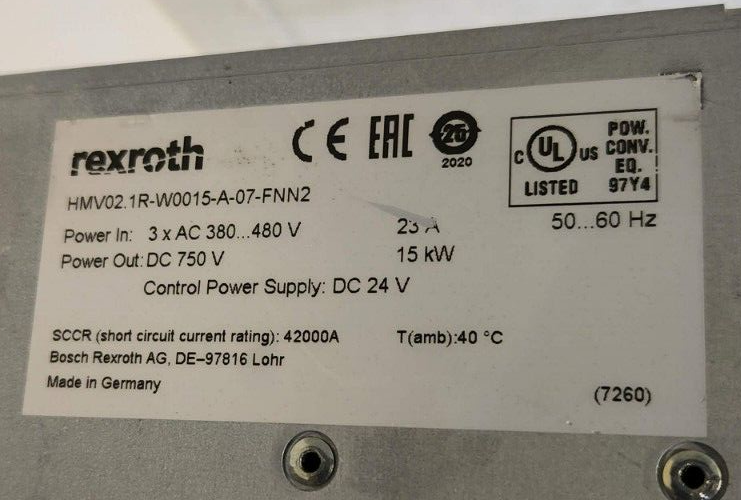 rexroth
CE EAC 25
2020
C UL US
LISTED
POW.
CONV.
EQ.
97Y4
HMV02.1R-W0015-A-07-FNN2
Power In: 3 x AC 380...480 V 23 A 50...60 Hz
Power Out: DC 750 V 15 kW
Control Power Supply: DC 24 V
SCCR (short circuit current rating): 42000A T(amb):40 °C
Bosch Rexroth AG, DE–97816 Lohr
Made in Germany
(7260)